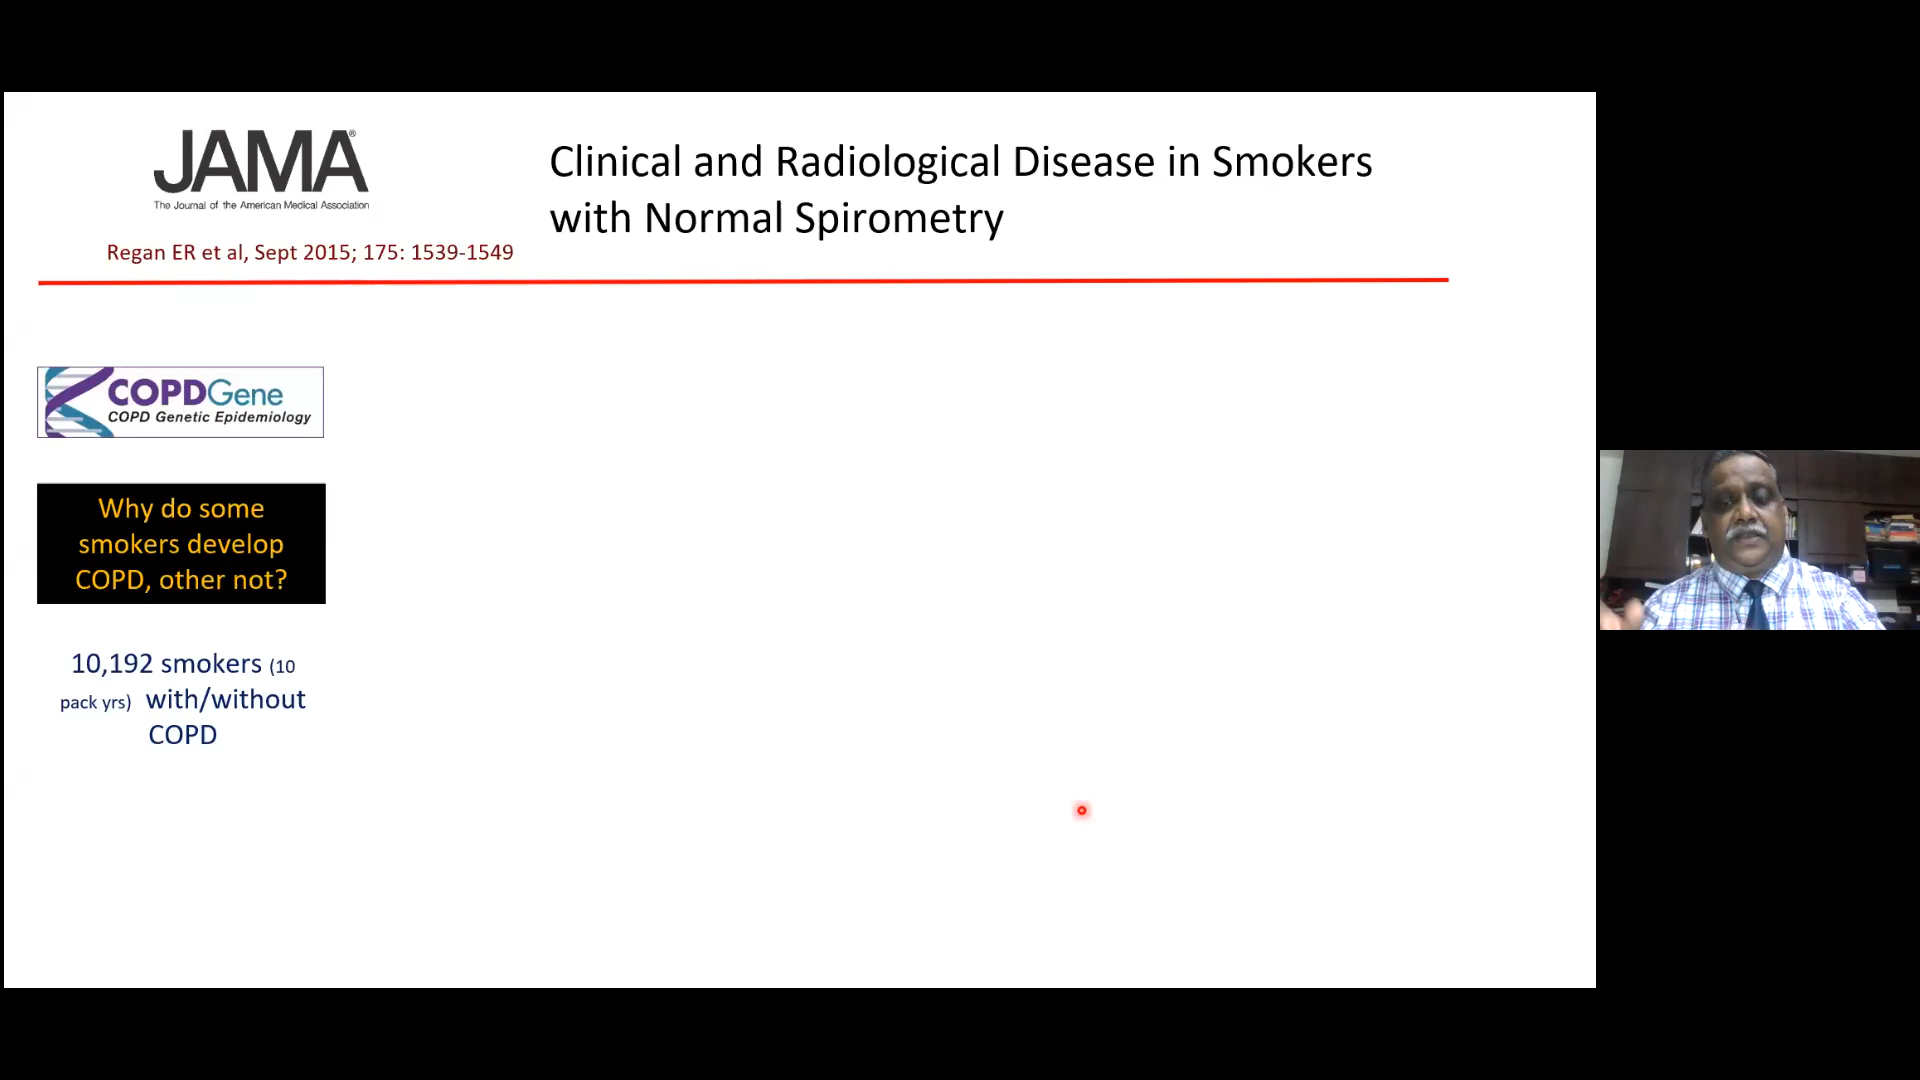 JAMA®
The Journal of the American Medical Association
Clinical and Radiological Disease in Smokers
with Normal Spirometry
Regan ER et al, Sept 2015; 175: 1539-1549
COPDGene
COPD Genetic Epidemiology
Why do some
smokers develop
COPD, other not?
10,192 smokers (10
pack yrs) with/without
COPD